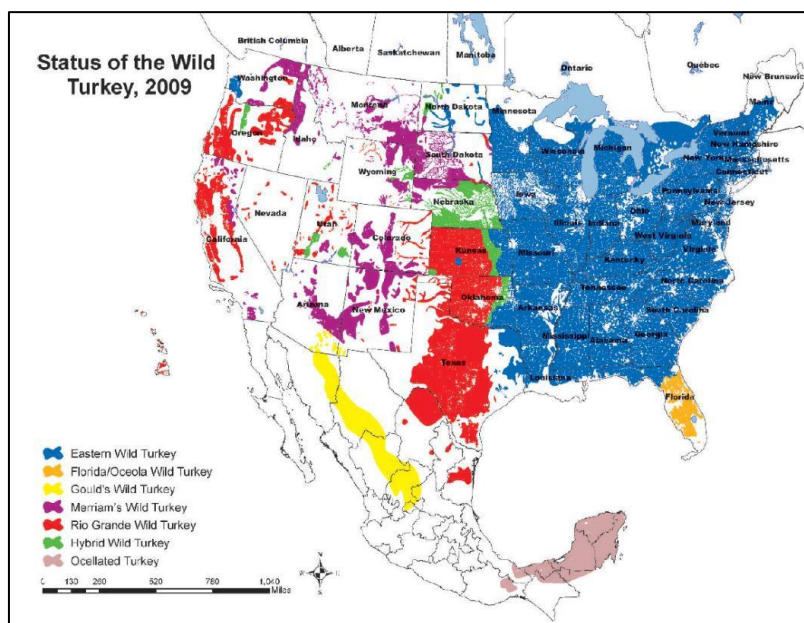 Status of the Wild
Turkey, 2009
British Columbia
Alberta
Saskatchewan
Manitoba
Ontario
Québec
New Brunswick
Washington
Montana
North Dakota
Minnesota
Maine
Oregon
Idaho
Wyoming
South Dakota
Wisconsin
Michigan
Vermont
New Hampshire
New York
Massachusetts
Connecticut
Nebraska
Iowa
Pennsylvania
New Jersey
Nevada
Utah
Colorado
Kansas
Illinois
Indiana
Ohio
Maryland
West Virginia
Virginia
California
Missouri
Kentucky
Arizona
New Mexico
Oklahoma
Arkansas
Tennessee
North Carolina
South Carolina
Texas
Mississippi
Alabama
Georgia
Louisiana
Florida
Eastern Wild Turkey
Florida/Oceola Wild Turkey
Gould's Wild Turkey
Merriam's Wild Turkey
Rio Grande Wild Turkey
Hybrid Wild Turkey
Ocellated Turkey
0 130 260 520 780 1,040
Miles
N
W E
S